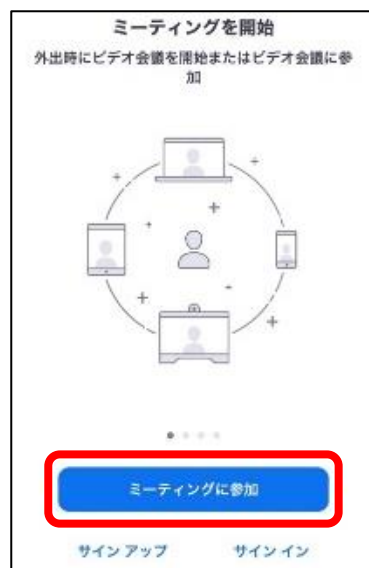 ミーティングを開始
外出時にビデオ会議を開始またはビデオ会議に参
加
ミーティングに参加
サイン アップ
サイン イン